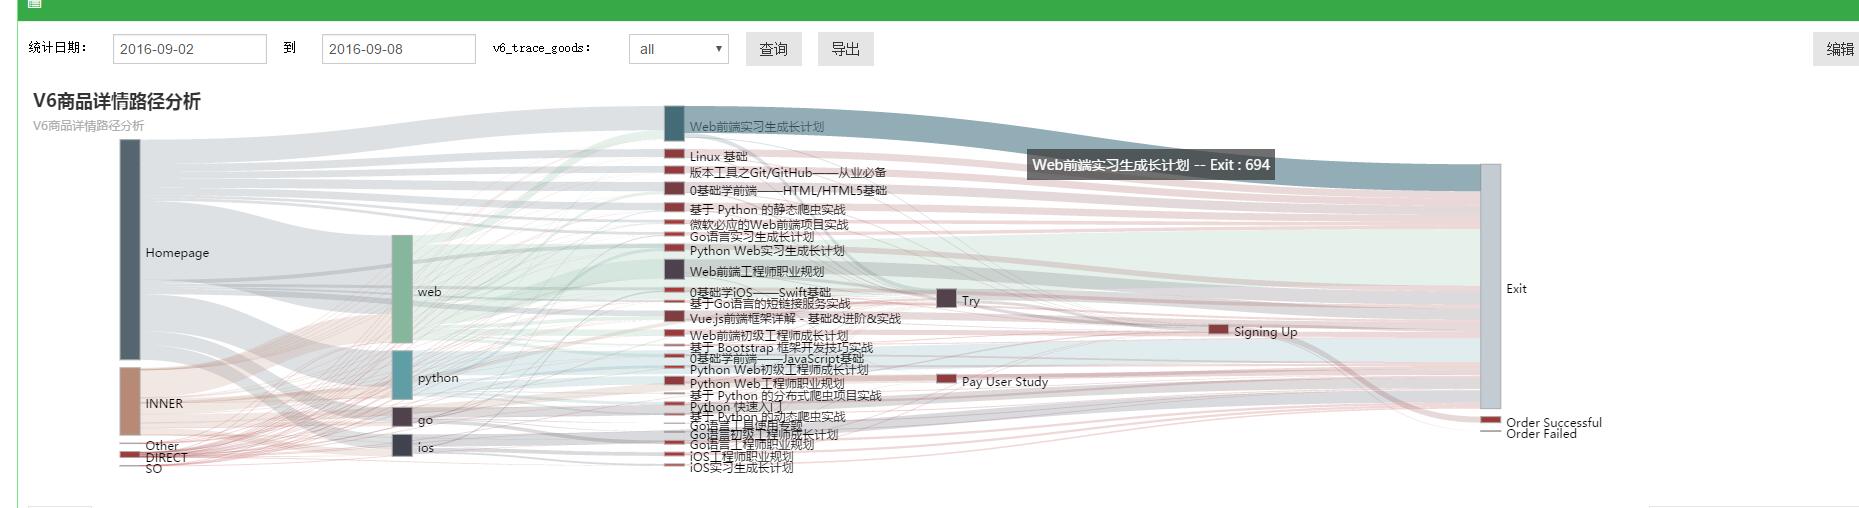 统计日期：
2016-09-02
到
2016-09-08
v6_trace_goods：
all
查询
导出
编辑
V6商品详情路径分析
V6商品详情路径分析
Homepage
INNER
Other
DIRECT
SO
web
python
go
ios
Web前端实习生成长计划
Linux 基础
版本工具之Git/GitHub——从业必备
0基础学前端——HTML/HTML5基础
基于 Python 的静态爬虫实战
微软必应的Web前端项目实战
Go语言实习生成长计划
Python Web实习生成长计划
Web前端工程师职业规划
0基础学iOS——Swift基础
基于Go语言的短链接服务实战
Vue.js前端框架详解 - 基础&进阶&实战
Web前端初级工程师成长计划
基于 Bootstrap 框架开发技巧实战
0基础学前端——JavaScript基础
Python Web初级工程师成长计划
Python Web工程师职业规划
基于 Python 的分布式爬虫项目实战
Python 快速入门
基于 Python 的动态爬虫实战
Go语言工具使用专题
Go语言初级工程师成长计划
Go语言工程师职业规划
iOS工程师职业规划
iOS实习生成长计划
Web前端实习生成长计划 -- Exit : 694
Try
Pay User Study
Signing Up
Exit
Order Successful
Order Failed